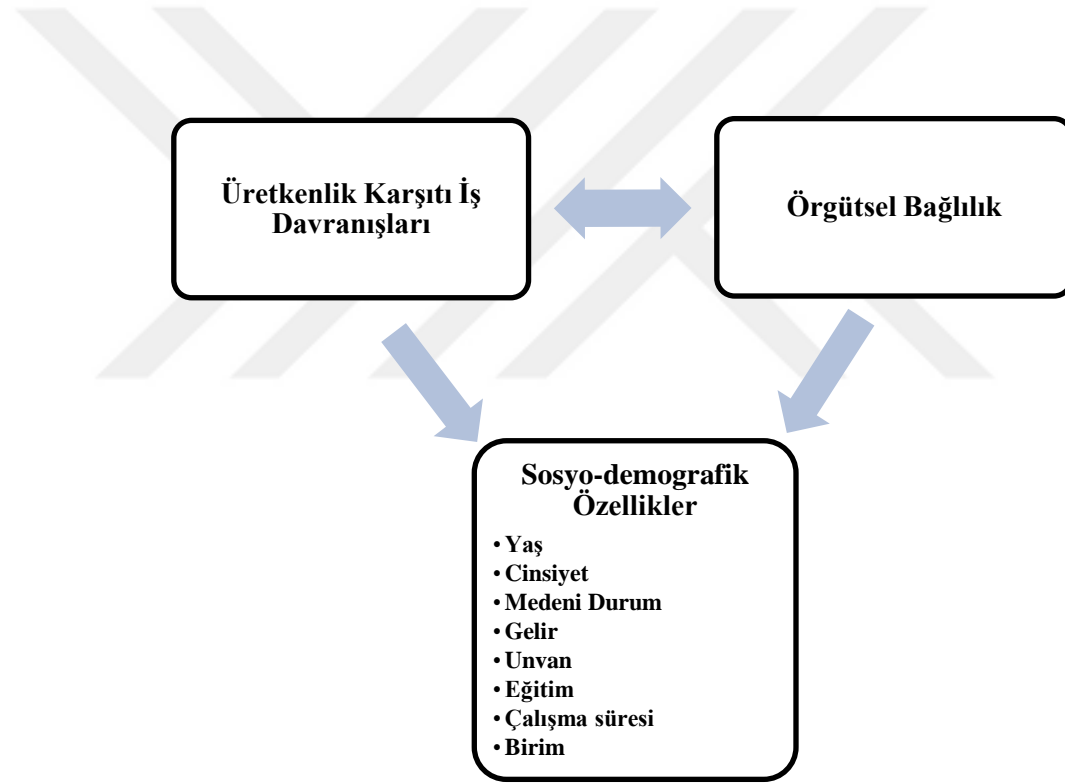 Üretkenlik Karşıtı İş
Davranışları
Örgütsel Bağlılık
Sosyo-demografik
Özellikler
• Yaş
• Cinsiyet
• Medeni Durum
• Gelir
• Unvan
• Eğitim
• Çalışma süresi
• Birim